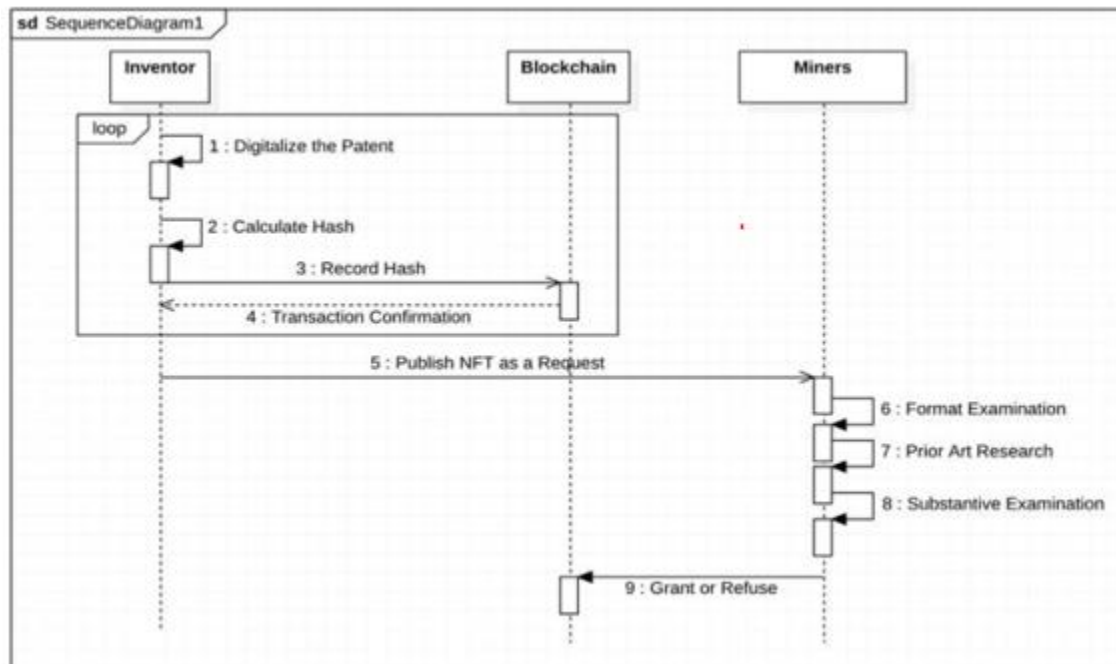 sd SequenceDiagram1
Inventor
Blockchain
Miners
loop
1 : Digitalize the Patent
2 : Calculate Hash
3 : Record Hash
4 : Transaction Confirmation
5 : Publish NFT as a Request
6 : Format Examination
7 : Prior Art Research
8 : Substantive Examination
9 : Grant or Refuse